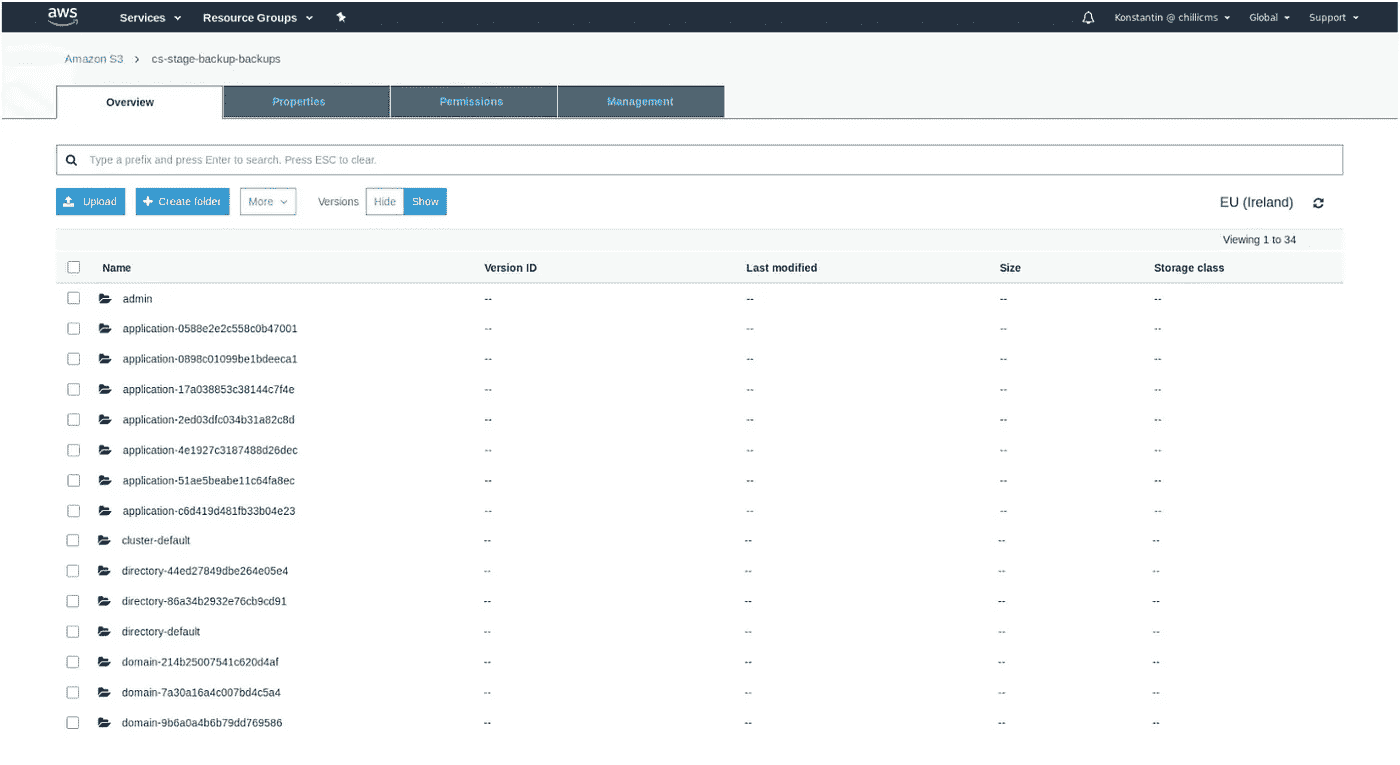 aws Services Resource Groups Konstantin @ chillicms Global Support
Amazon S3 > cs-stage-backup-backups
Overview Properties Permissions Management
Type a prefix and press Enter to search. Press ESC to clear.
Upload Create folder More Versions Hide Show EU (Ireland)
Viewing 1 to 34
Name Version ID Last modified Size Storage class
admin -- -- -- --
application-0588e2e2c558c0b47001 -- -- -- --
application-0898c01099be1bdeeca1 -- -- -- --
application-17a038853c38144c7f4e -- -- -- --
application-2ed03dfc034b31a82c8d -- -- -- --
application-4e1927c3187488d26dec -- -- -- --
application-51ae5beabe11c64fa8ec -- -- -- --
application-c6d419d481fb33b04e23 -- -- -- --
cluster-default -- -- -- --
directory-44ed27849dbe264e05e4 -- -- -- --
directory-86a34b2932e76cb9cd91 -- -- -- --
directory-default -- -- -- --
domain-214b25007541c620d4af -- -- -- --
domain-7a30a16a4c007bd4c5a4 -- -- -- --
domain-9b6a0a4b6b79dd769586 -- -- -- --